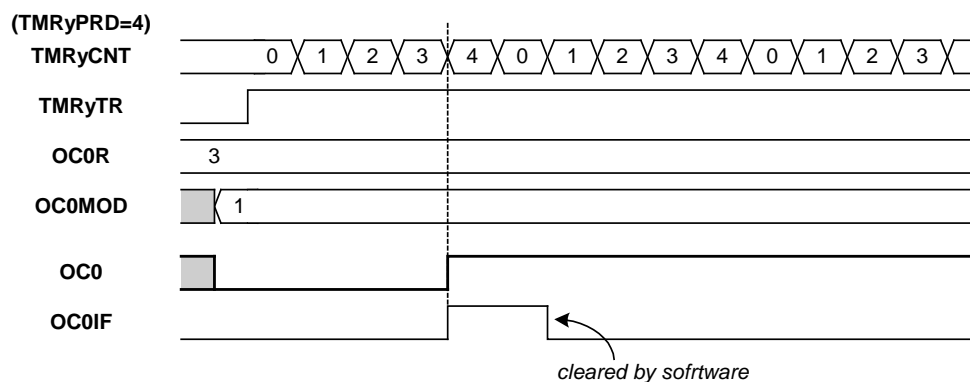 (TMRyPRD=4)
TMRyCNT 0 1 2 3 4 0 1 2 3 4 0 1 2 3
TMRyTR
OC0R 3
OC0MOD 1
OC0
OC0IF
cleared by sofrtware